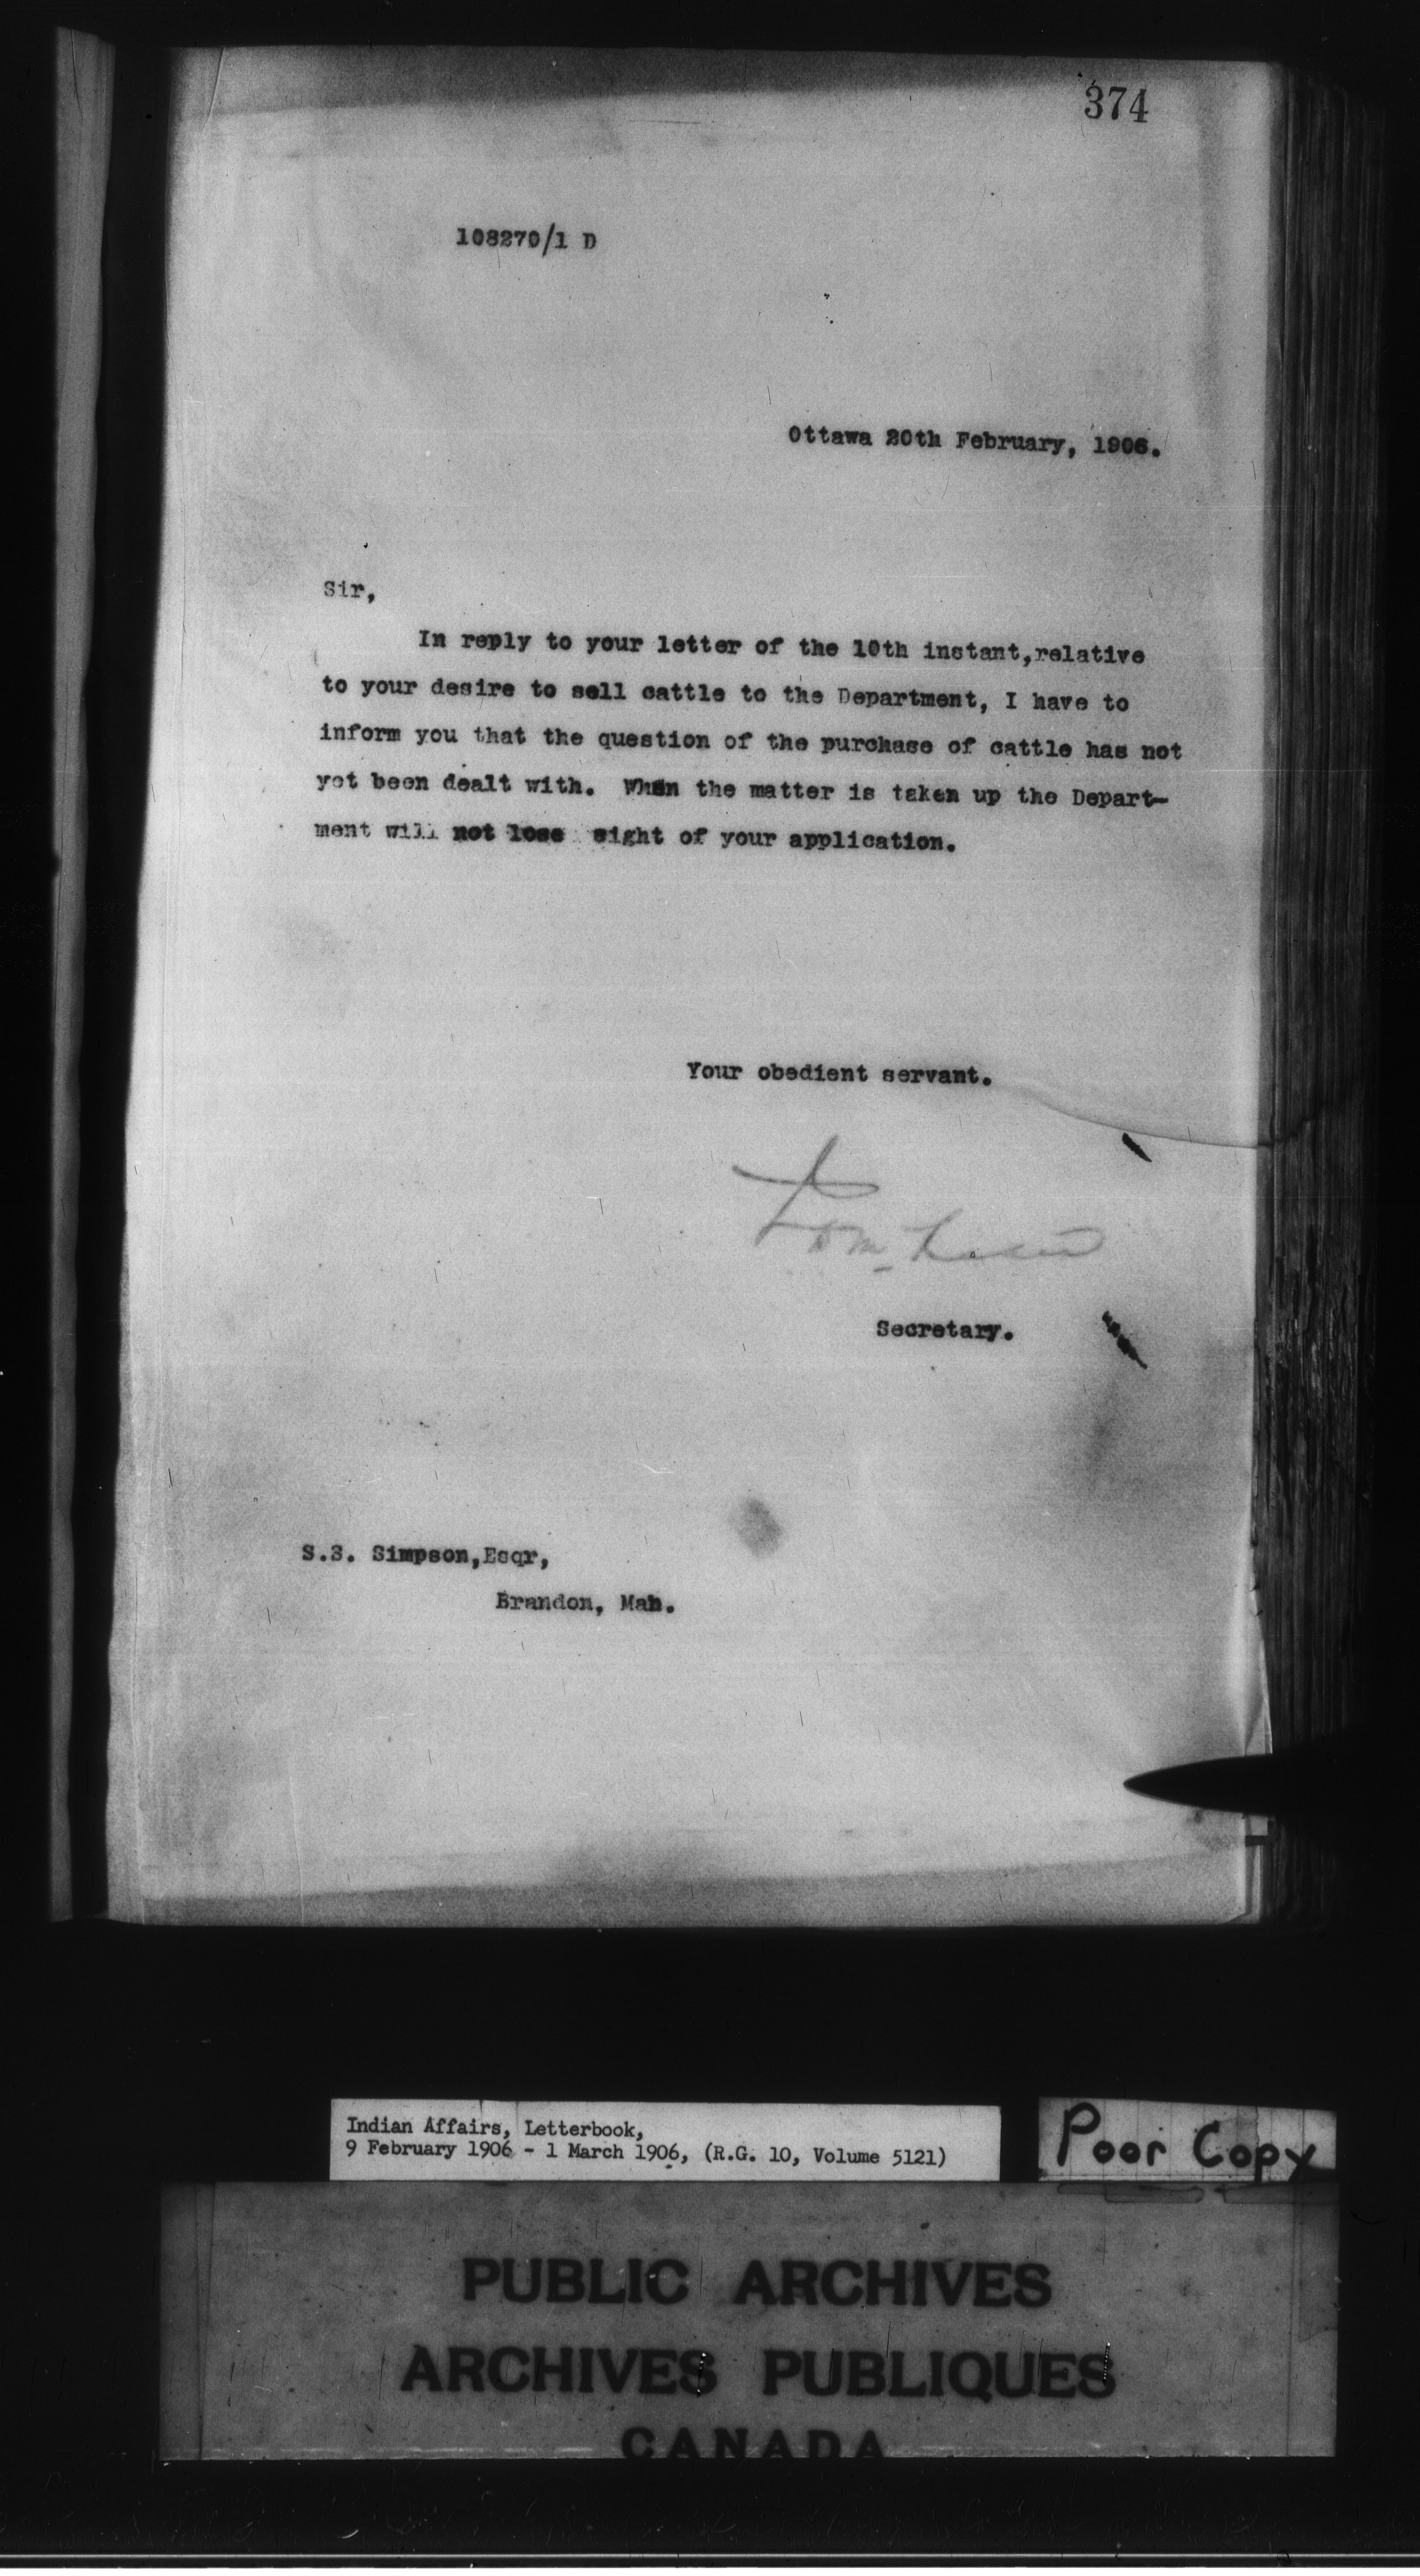 374
108270/1 D
Ottawa 20th February, 1906.
Sir,
In reply to your letter of the 10th instant,relative
to your desire to sell cattle to the Department, I have to
inform you that the question of the purchase of cattle has not
yet been dealt with. When the matter is taken up the Depart-
ment will not lose sight of your application.
Your obedient servant.
Secretary.
S.S. Simpson,Esqr,
Brandon, Man.
Indian Affairs, Letterbook,
9 February 1906 - 1 March 1906, (R.G. 10, Volume 5121)
Poor Copy
PUBLIC ARCHIVES
ARCHIVES PUBLIQUES
CANADA